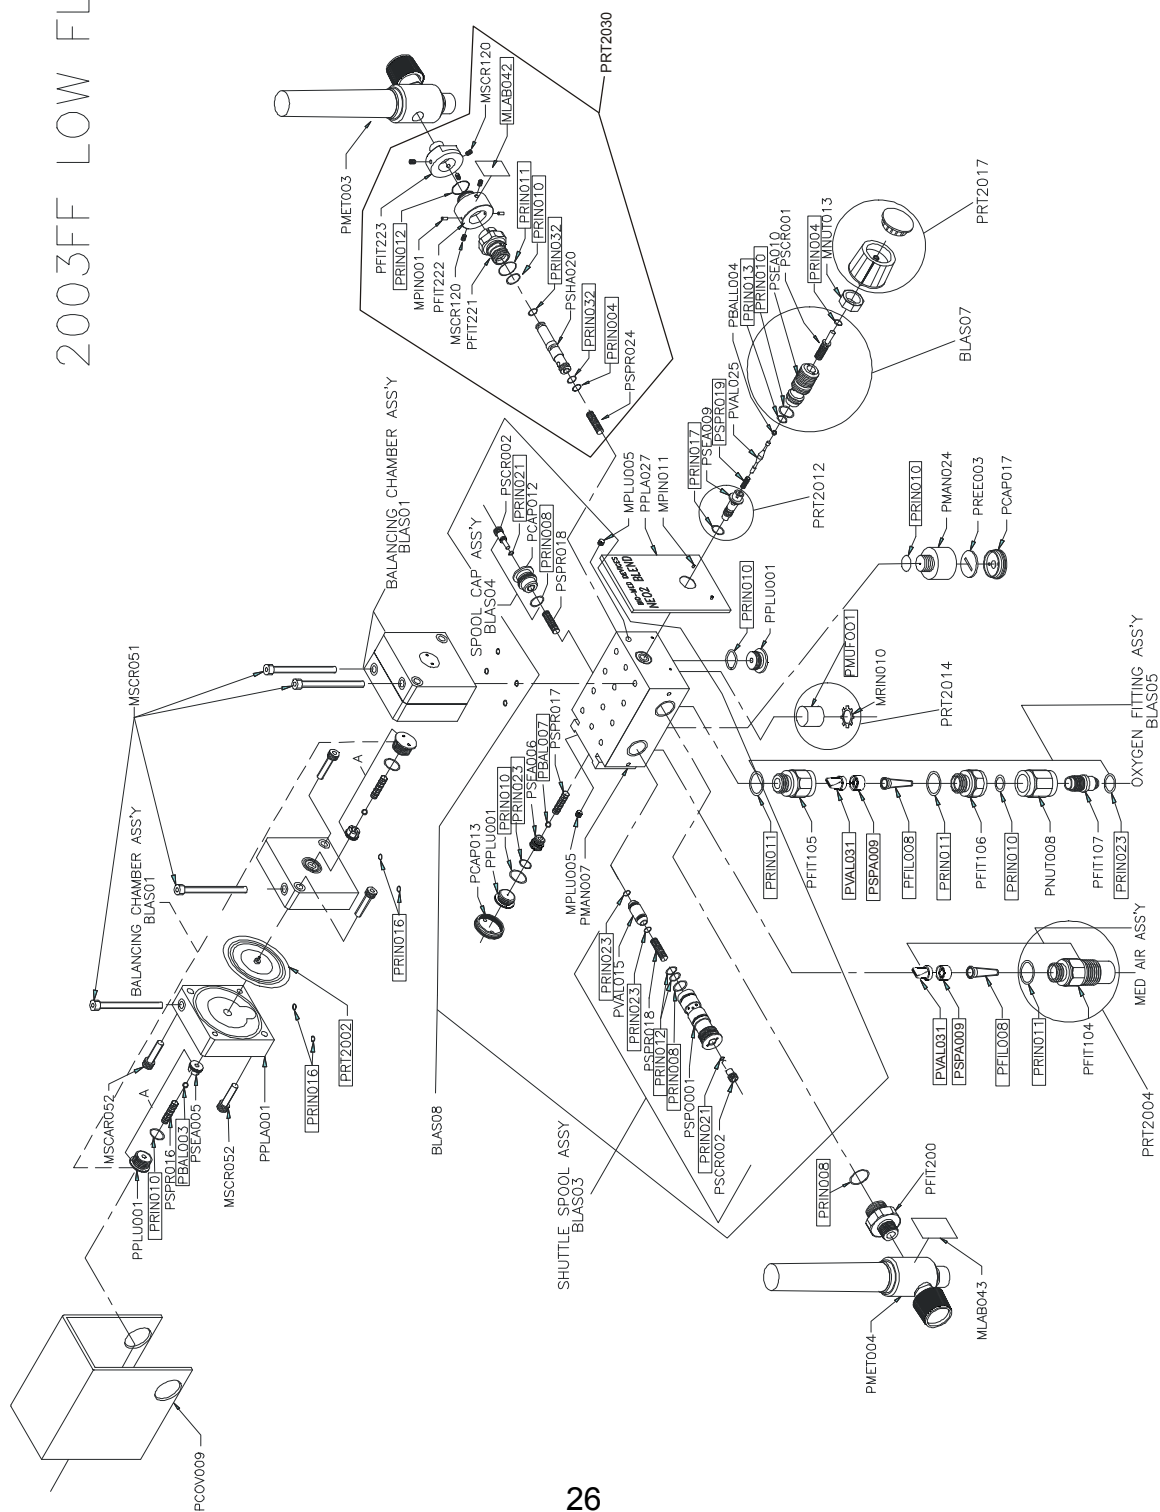 2003FF LOW FL
PRT2030
MSCR120
MLAB042
PMET003
PFIT223
PRIN012
MPIN001
PFIT222
MSCR120
PFIT221
PRIN011
PRIN010
PRIN032
PSHA020
PRIN032
PRIN004
PSPR024
PRT2017
MNUT013
PRIN004
PSCR001
PSEA010
PRIN010
PRIN013
PBALL004
BLAS07
PVAL025
PSPR019
PSEA009
PRIN017
PRT2012
MPIN011
PPLA027
MPLU005
BIO-MED DEVICES
NEO2 BLEND
BALANCING CHAMBER ASS'Y
BLAS01
MSCR051
SPOOL CAP ASS'Y
BLAS04
PSCR002
PRIN021
PCAP012
PRIN008
PSPR018
PRIN010
PPLU001
PRIN010
PMAN024
PREE003
PCAP017
PMUFO01
MRIN010
PRT2014
OXYGEN FITTING ASS'Y
BLAS05
PRIN011
PFIT105
PVAL031
PSPA009
PFIL008
PRIN011
PFIT106
PRIN010
PNUT008
PFIT107
PRIN023
BALANCING CHAMBER ASS'Y
BLAS01
A
PRIN016
PRT2002
PRIN016
MSCAR052
A
PPLU001
PRIN010
PSPR016
PBAL003
PSEA005
MSCR052
PPLA001
PCOV009
BLAS08
PCAP013
PPLU001
PRIN010
PRIN023
PSEA006
PBAL007
PSPR017
MPLU005
PMAN007
SHUTTLE SPOOL ASSY
BLAS03
PRIN023
PVAL015
PRIN023
PSPR018
PRIN012
PRIN008
PSPO001
PRIN021
PSCR002
MED AIR ASS'Y
PVAL031
PSPA009
PFIL008
PRIN011
PFIT104
PRT2004
PRIN008
PFIT200
MLAB043
PMET004
26